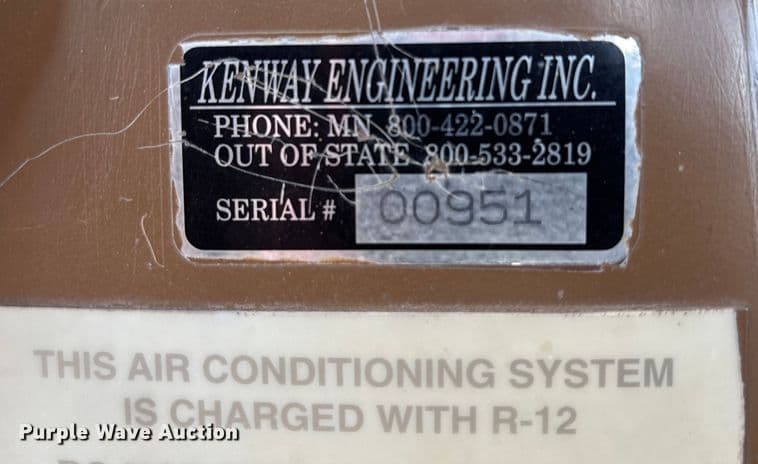 KENWAY ENGINEERING INC.
PHONE: MN 800-422-0871
OUT OF STATE 800-533-2819
SERIAL # 00951
THIS AIR CONDITIONING SYSTEM
IS CHARGED WITH R-12
Purple Wave Auction